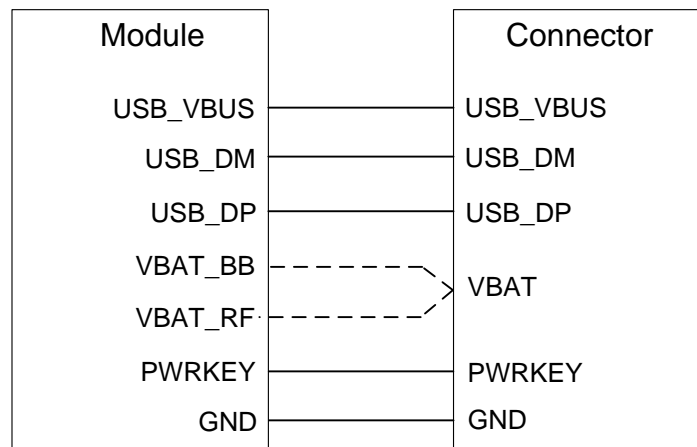 Module
Connector
USB_VBUS
USB_VBUS
USB_DM
USB_DM
USB_DP
USB_DP
VBAT_BB
VBAT
VBAT_RF
PWRKEY
PWRKEY
GND
GND